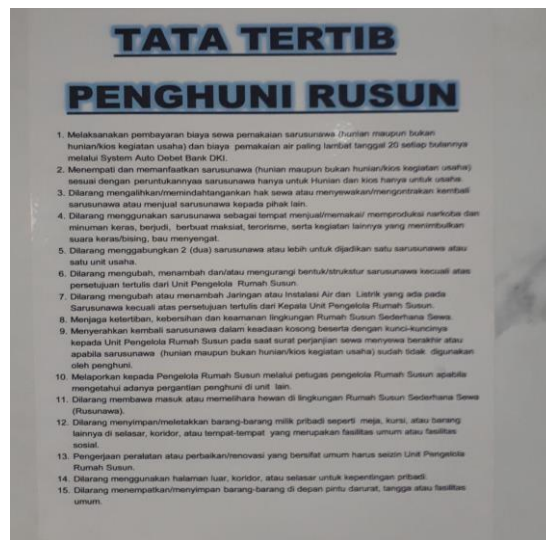 TATA TERTIB
PENGHUNI RUSUN
1. Melaksanakan pembayaran biaya sewa pemakaian sarusunawa (hunian maupun bukan
hunian/kios kegiatan usaha) dan biaya pemakaian air paling lambat tanggal 20 setiap bulannya
melalui System Auto Debet Bank DKI.
2. Menempati dan memanfaatkan sarusunawa (hunian maupun bukan hunian/kios kegiatan usaha)
sesuai dengan peruntukannyaa sarusunawa hanya untuk Hunian dan kios hanya untuk usaha.
3. Dilarang mengalihkan/memindahtangankan hak sewa atau menyewakan/mengontrakan kembali
sarusunawa atau menjual sarusunawa kepada pihak lain.
4. Dilarang menggunakan sarusunawa sebagai tempat menjual/memakai/ memproduksi narkoba dan
minuman keras, berjudi, berbuat maksiat, terorisme, serta kegiatan lainnya yang menimbulkan
suara keras/bising, bau menyengat.
5. Dilarang menggabungkan 2 (dua) sarusunawa atau lebih untuk dijadikan satu sarusunawa atau
satu unit usaha.
6. Dilarang mengubah, menambah dan/atau mengurangi bentuk/strukstur sarusunawa kecuali atas
persetujuan tertulis dari Unit Pengelola Rumah Susun.
7. Dilarang mengubah atau menambah Jaringan atau Instalasi Air dan Listrik yang ada pada
Sarusunawa kecuali atas persetujuan tertulis dari Kepala Unit Pengelola Rumah Susun.
8. Menjaga ketertiban, kebersihan dan keamanan lingkungan Rumah Susun Sederhana Sewa.
9. Menyerahkan kembali sarusunawa dalam keadaan kosong beserta dengan kunci-kuncinya
kepada Unit Pengelola Rumah Susun pada saat surat perjanjian sewa menyewa berakhir atau
apabila sarusunawa (hunian maupun bukan hunian/kios kegiatan usaha) sudah tidak digunakan
oleh penghuni.
10. Melaporkan kepada Pengelola Rumah Susun melalui petugas pengelola Rumah Susun apabila
mengetahui adanya pergantian penghuni di unit lain.
11. Dilarang membawa masuk atau memelihara hewan di lingkungan Rumah Susun Sederhana Sewa
(Rusunawa).
12. Dilarang menyimpan/meletakkan barang-barang milik pribadi seperti meja, kursi, atau barang
lainnya di selasar, koridor, atau tempat-tempat yang merupakan fasilitas umum atau fasilitas
sosial.
13. Pengerjaan peralatan atau perbaikan/renovasi yang bersifat umum harus seizin Unit Pengelola
Rumah Susun.
14. Dilarang menggunakan halaman luar, koridor, atau selasar untuk kepentingan pribadi.
15. Dilarang menempatkan/menyimpan barang-barang di depan pintu darurat, tangga atau fasilitas
umum.